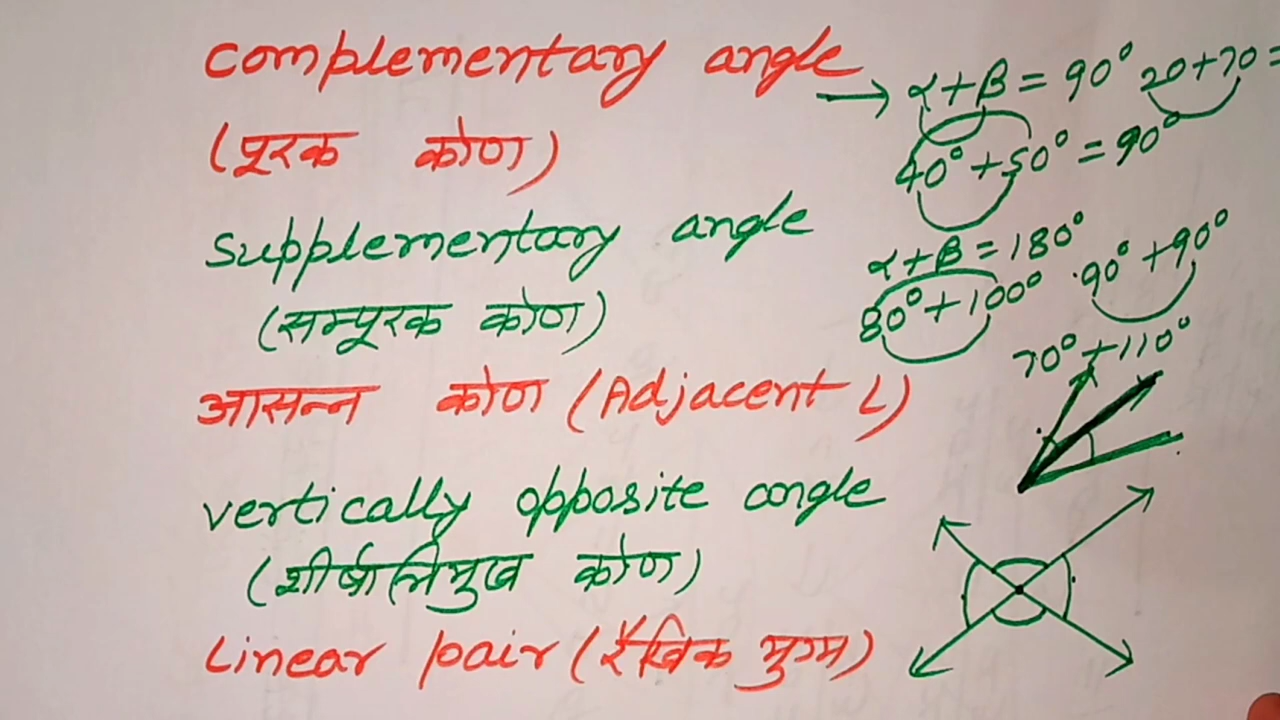 complementary angle → α+β = 90° 20+70 =
(पूरक कोण) 40°+50° = 90°
Supplementary angle α+β = 180° 90°+90°
(सम्पूरक कोण) 80°+100°
70°+110°
आसन्न कोण (Adjacent L)
vertically opposite angle
(शीर्षाभिमुख कोण)
Linear pair (रैखिक युग्म)